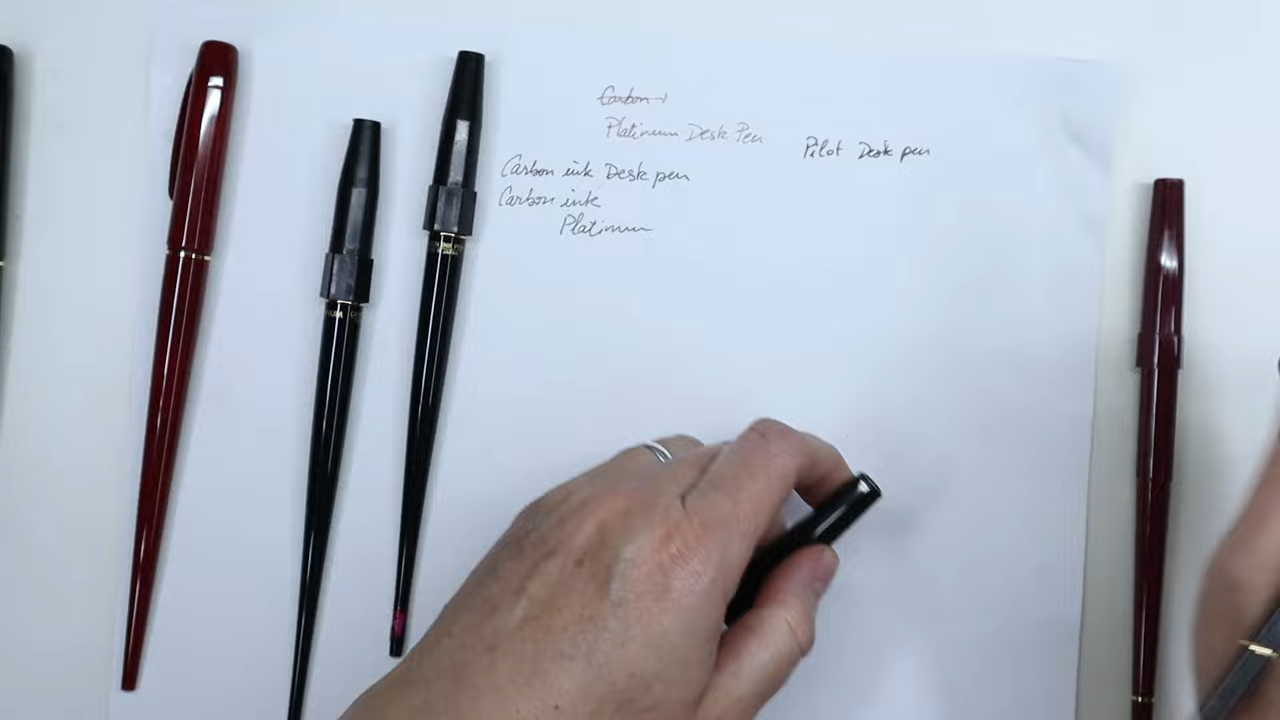 Carbon
Platinum Desk Pen
Pilot Desk pen
Carbon ink Desk pen
Carbon ink
Platinum